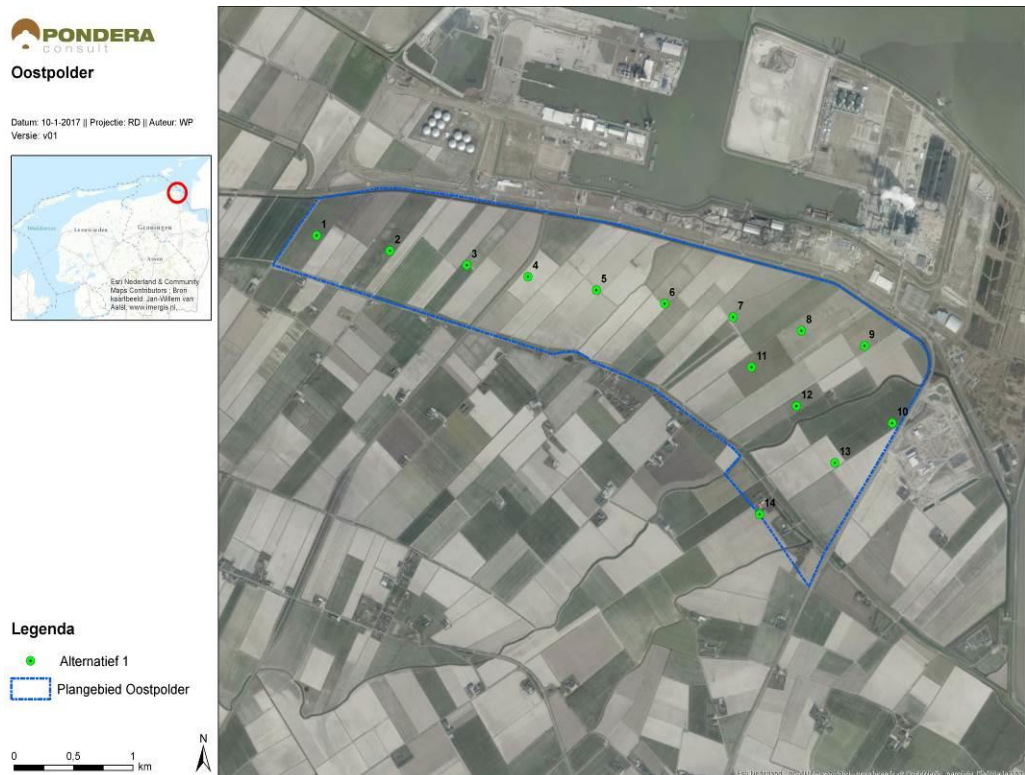 PONDERA
consult
Oostpolder
Datum: 10-1-2017 || Projectie: RD || Auteur: WP
Versie: v01
Leeuwarden
Groningen
Assen
Esri Nederland & Community
Maps Contributors ; Bron
kaartbeeld: Jan-Willem van
Aalst, www.imergis.nl,
1
2
3
4
5
6
7
8
9
10
11
12
13
14
Legenda
Alternatief 1
Plangebied Oostpolder
0 0,5 1
km
N